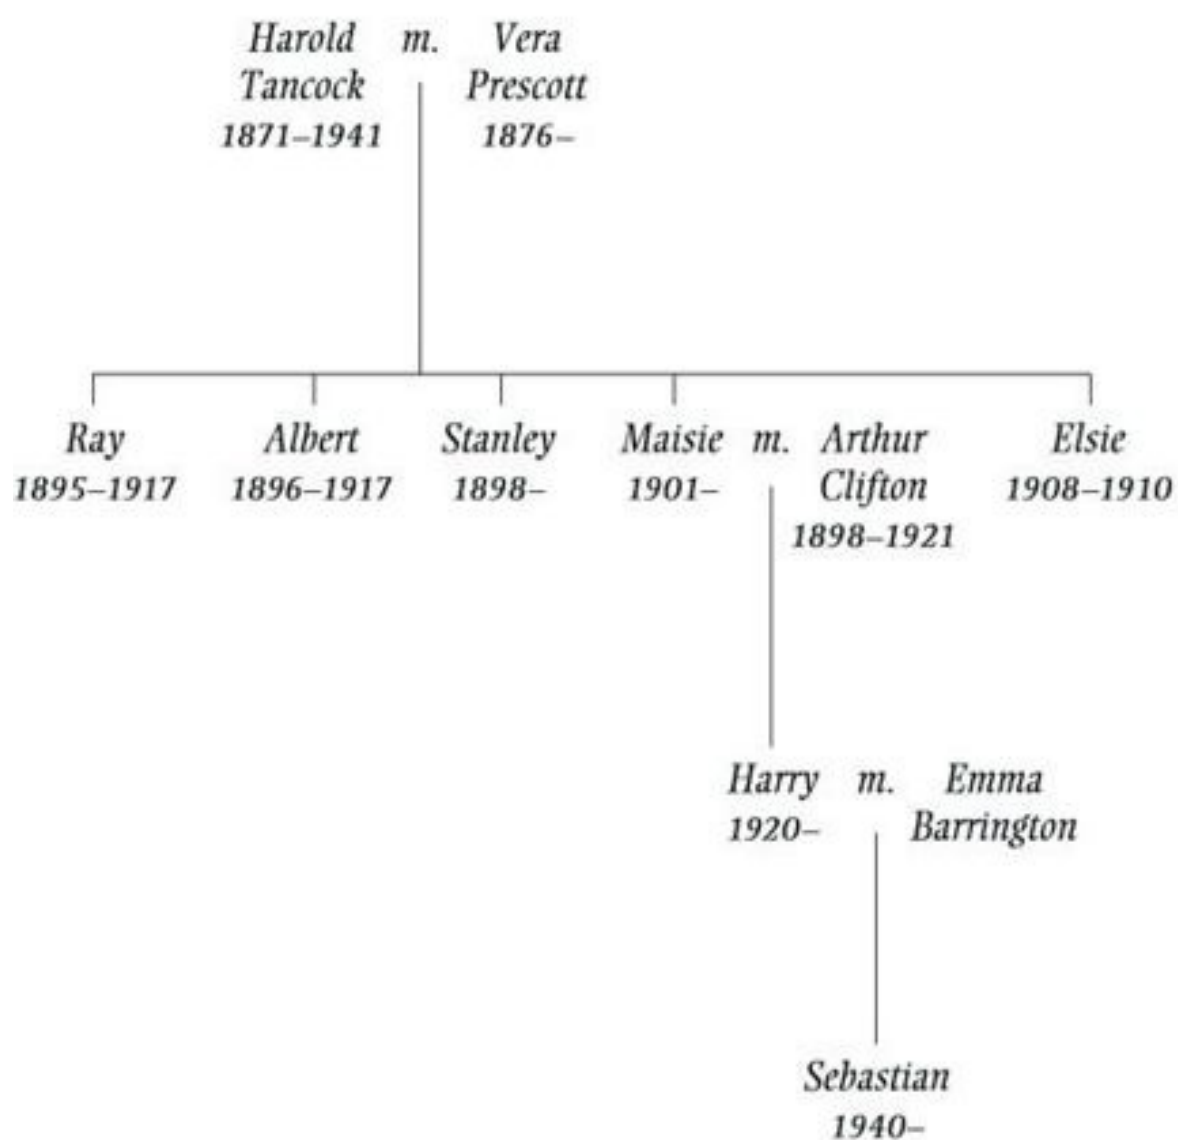 Harold m. Vera
Tancock Prescott
1871–1941 1876–
Ray Albert Stanley Maisie m. Arthur Elsie
1895–1917 1896–1917 1898– 1901– Clifton 1908–1910
1898–1921
Harry m. Emma
1920– Barrington
Sebastian
1940–